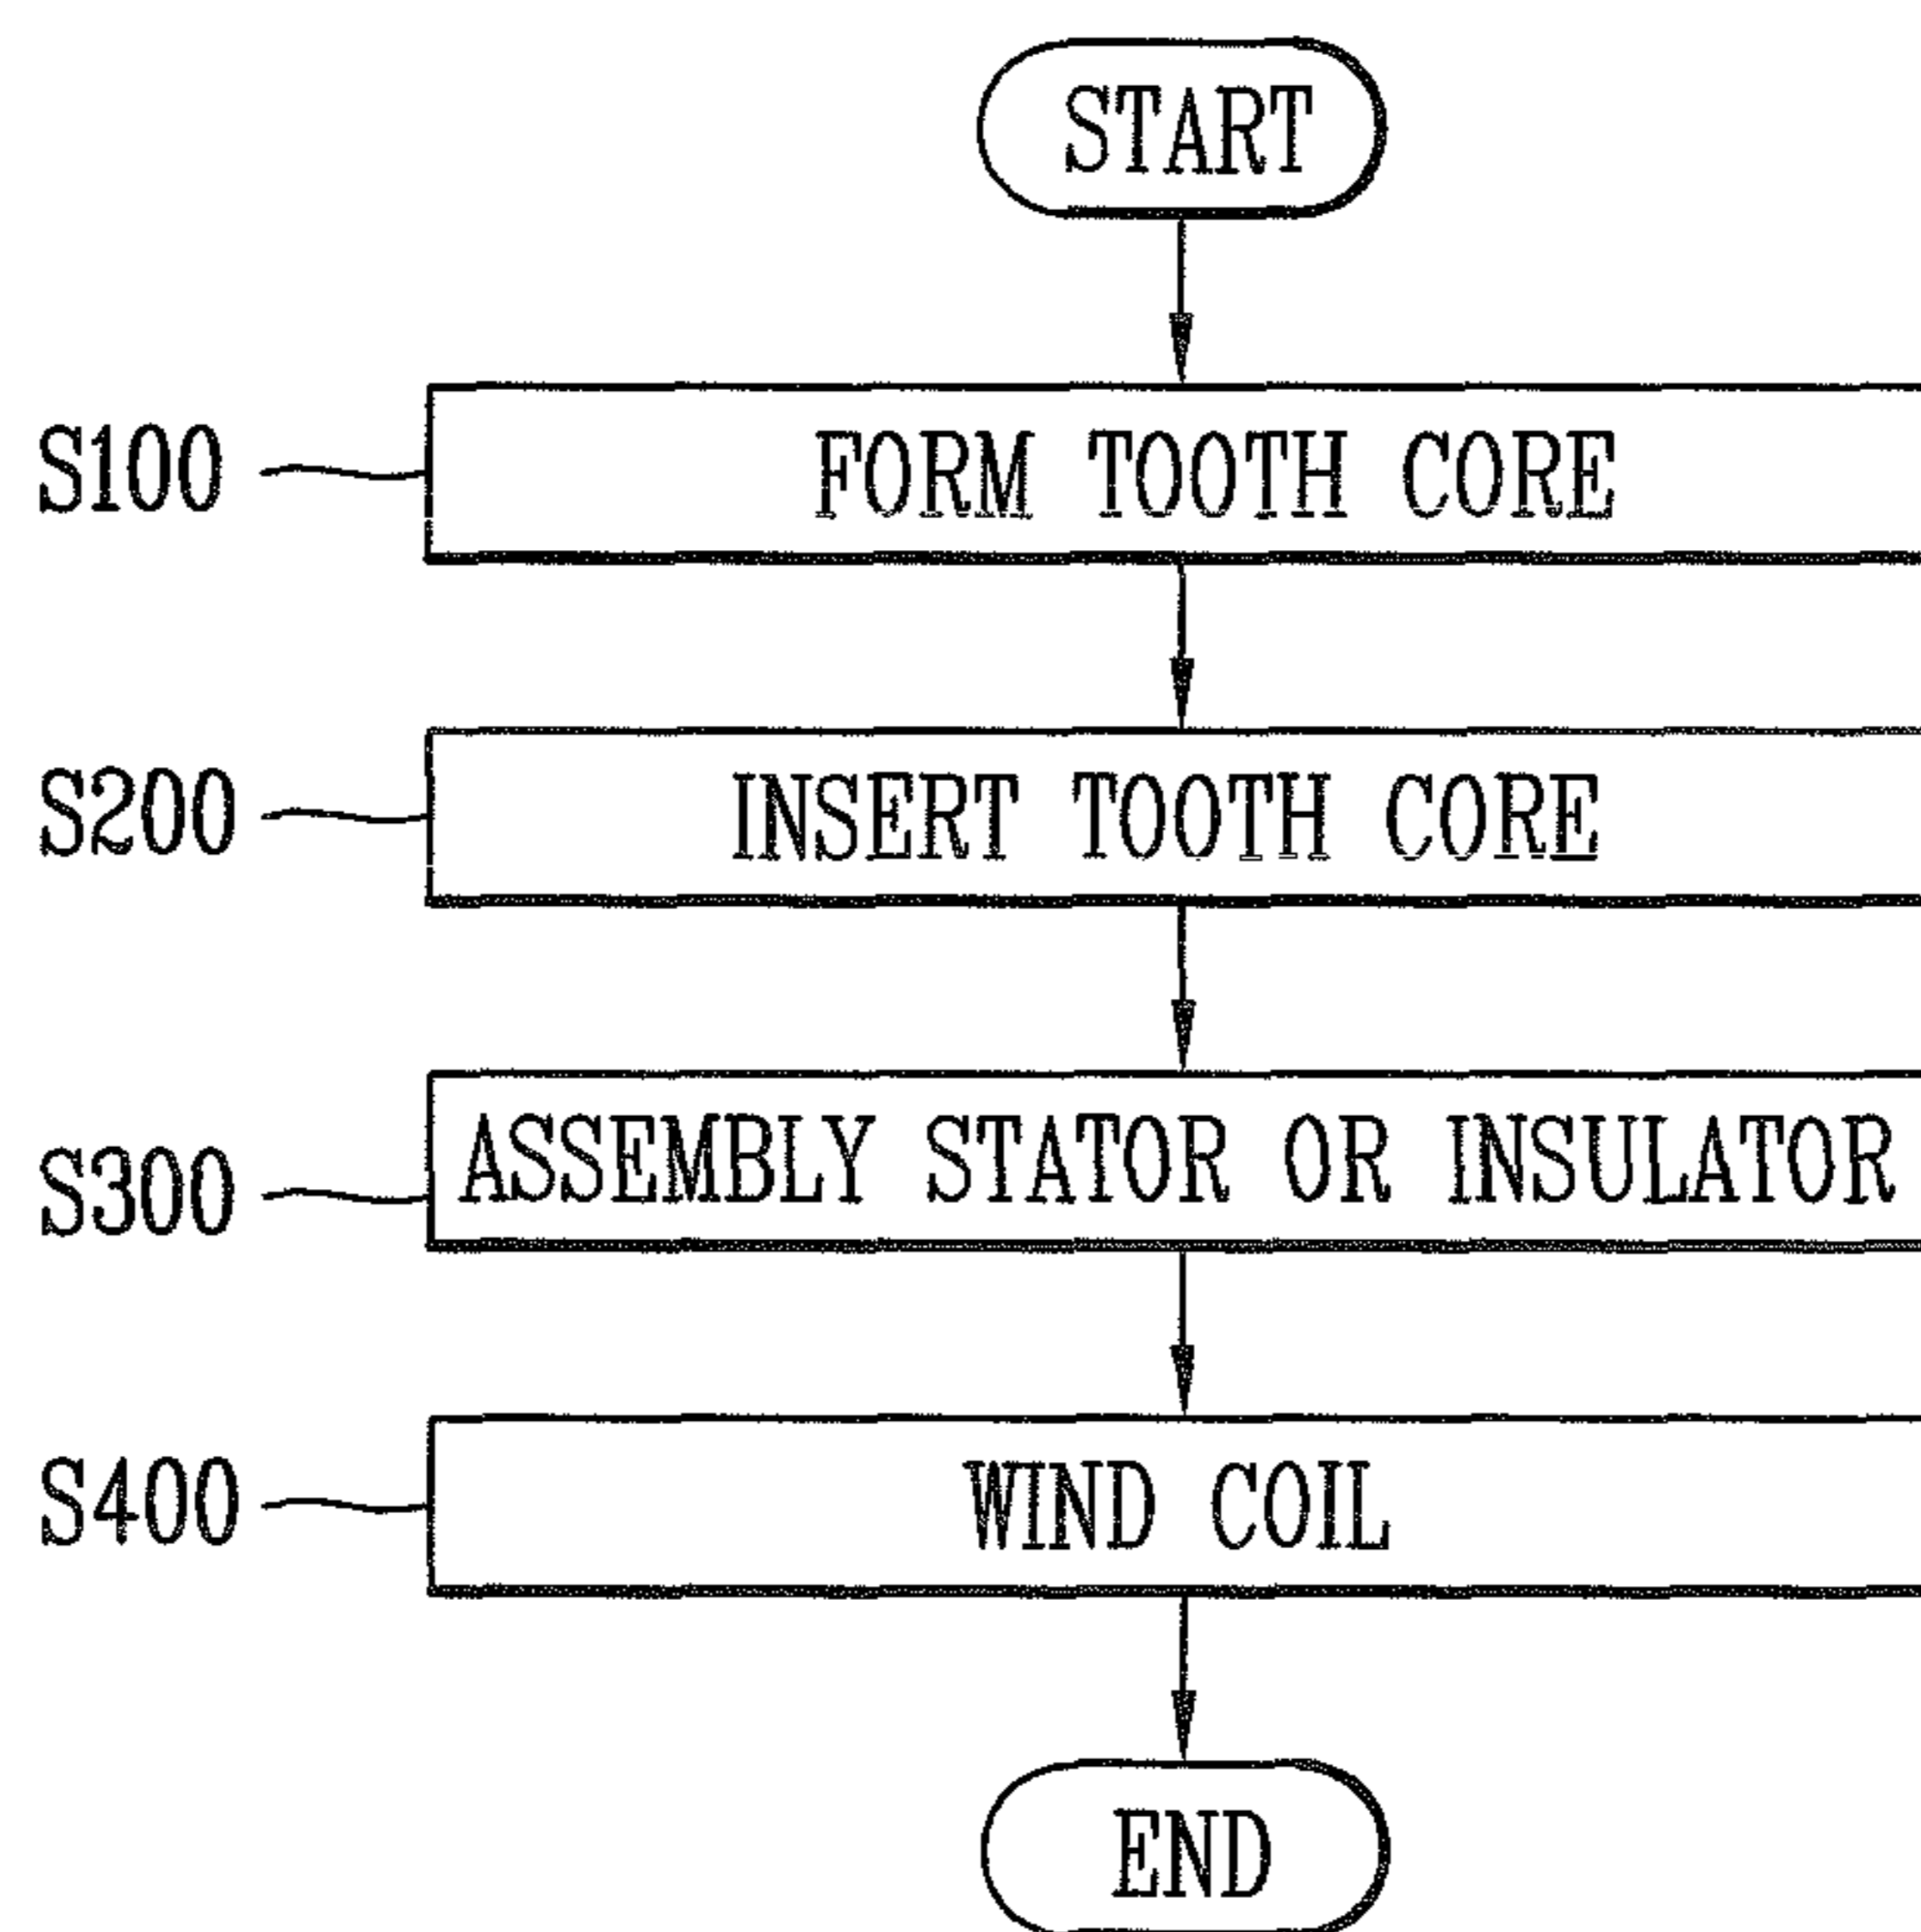 START
S100 FORM TOOTH CORE
S200 INSERT TOOTH CORE
S300 ASSEMBLY STATOR OR INSULATOR
S400 WIND COIL
END